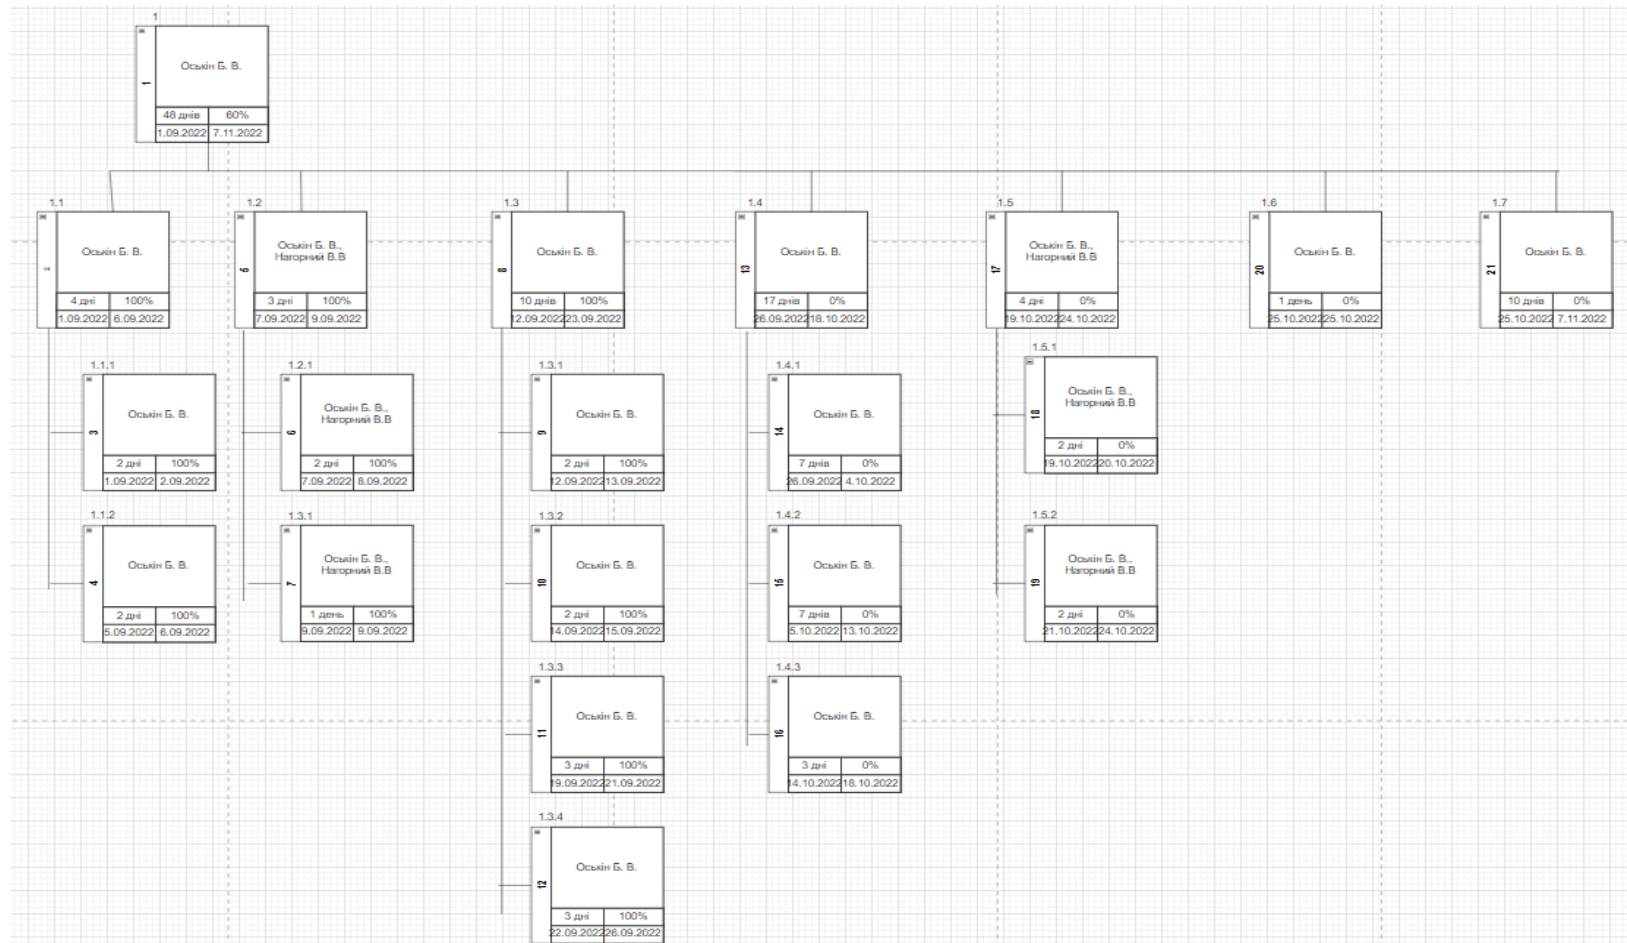 1
Оськін Б. В.
1
48 днів 60%
1.09.2022 7.11.2022
1.1
Оськін Б. В.
2
4 дні 100%
1.09.2022 6.09.2022
1.2
Оськін Б. В.,
Нагорний В.В
5
3 дні 100%
7.09.2022 9.09.2022
1.3
Оськін Б. В.
8
10 днів 100%
12.09.2022 23.09.2022
1.4
Оськін Б. В.
13
17 днів 0%
26.09.2022 18.10.2022
1.5
Оськін Б. В.,
Нагорний В.В
17
4 дні 0%
19.10.2022 24.10.2022
1.6
Оськін Б. В.
20
1 день 0%
25.10.2022 25.10.2022
1.7
Оськін Б. В.
21
10 днів 0%
25.10.2022 7.11.2022
1.1.1
Оськін Б. В.
3
2 дні 100%
1.09.2022 2.09.2022
1.1.2
Оськін Б. В.
4
2 дні 100%
5.09.2022 6.09.2022
1.2.1
Оськін Б. В.,
Нагорний В.В
6
2 дні 100%
7.09.2022 8.09.2022
1.3.1
Оськін Б. В.,
Нагорний В.В
7
1 день 100%
9.09.2022 9.09.2022
1.3.1
Оськін Б. В.
9
2 дні 100%
12.09.2022 13.09.2022
1.3.2
Оськін Б. В.
10
2 дні 100%
14.09.2022 15.09.2022
1.3.3
Оськін Б. В.
11
3 дні 100%
19.09.2022 21.09.2022
1.3.4
Оськін Б. В.
12
3 дні 100%
22.09.2022 26.09.2022
1.4.1
Оськін Б. В.
14
7 днів 0%
26.09.2022 4.10.2022
1.4.2
Оськін Б. В.
15
7 днів 0%
5.10.2022 13.10.2022
1.4.3
Оськін Б. В.
16
3 дні 0%
14.10.2022 18.10.2022
1.5.1
Оськін Б. В.,
Нагорний В.В
18
2 дні 0%
19.10.2022 20.10.2022
1.5.2
Оськін Б. В.,
Нагорний В.В
19
2 дні 0%
21.10.2022 24.10.2022